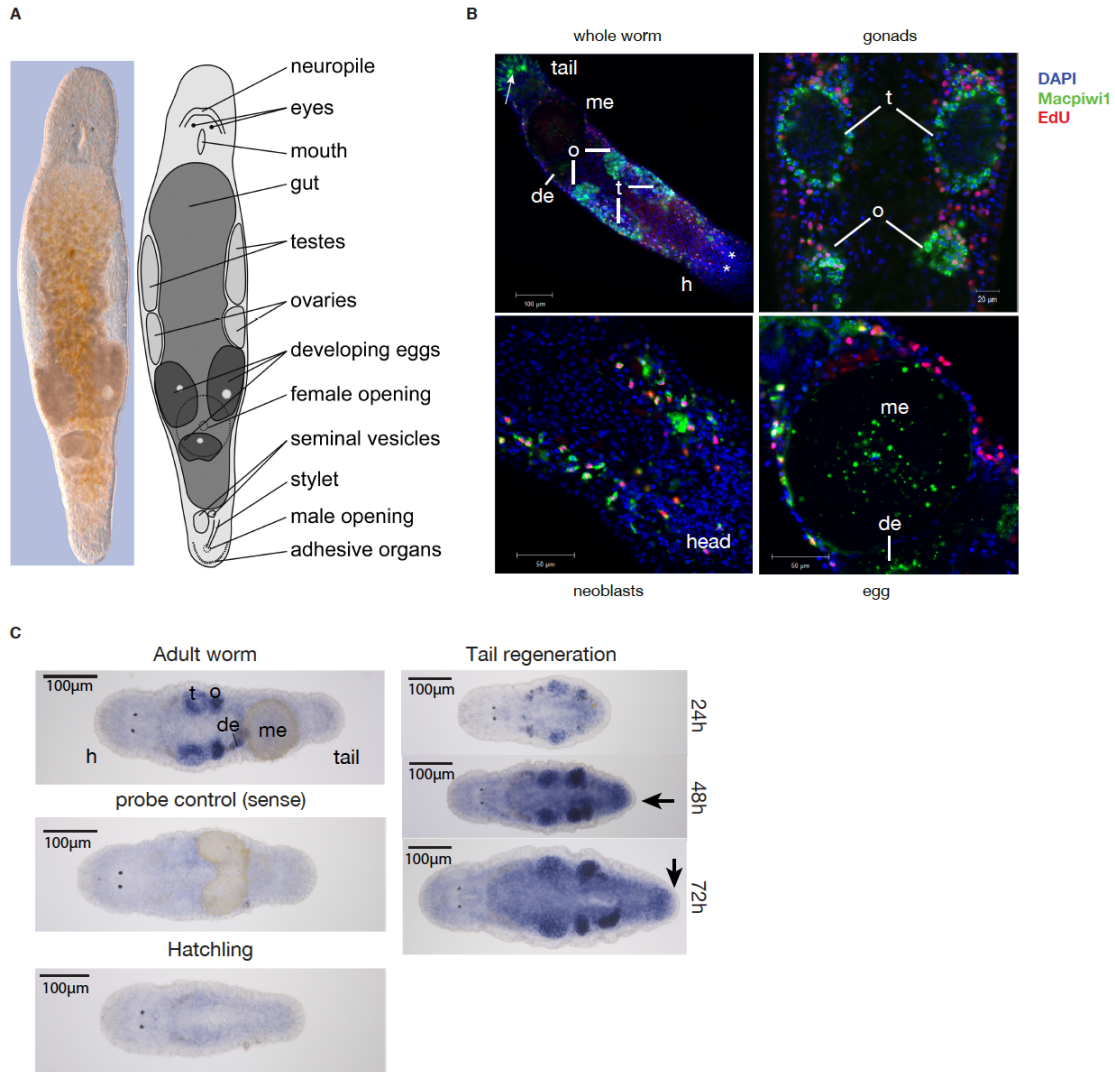 A
neuropile
eyes
mouth
gut
testes
ovaries
developing eggs
female opening
seminal vesicles
stylet
male opening
adhesive organs
B
whole worm
gonads
tail
me
o
de
t
h
*
*
100 µm
t
o
20 µm
DAPI
Macpiwi1
EdU
head
50 µm
me
de
50 µm
neoblasts
egg
C
Adult worm
100µm
t
o
de
me
h
tail
probe control (sense)
100µm
Hatchling
100µm
Tail regeneration
100µm
24h
100µm
48h
100µm
72h